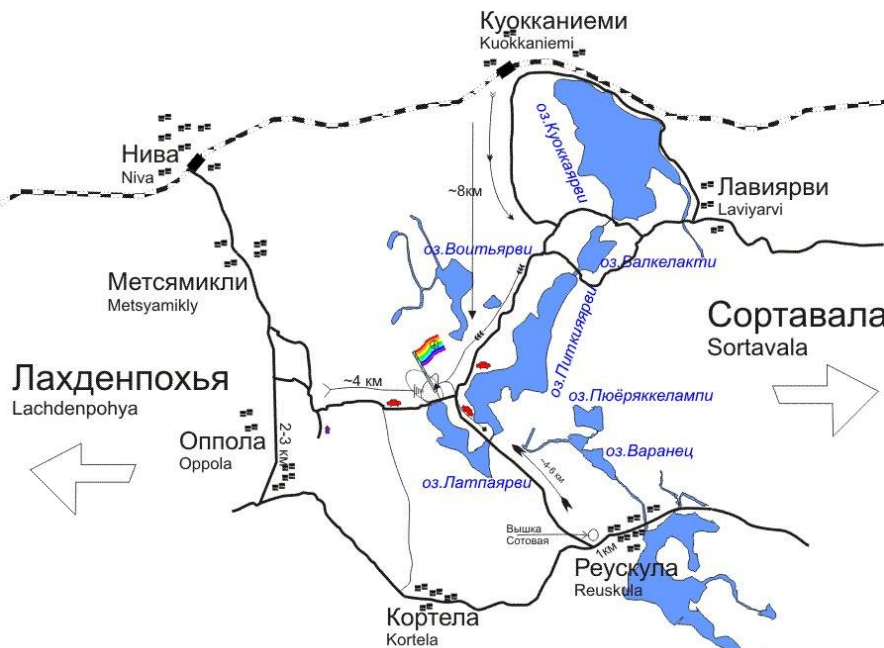 Куокканиеми
Kuokkaniemi
оз.Куоккаярви
Нива
Niva
~8км
Лавиярви
Laviyarvi
оз.Воитьярви
оз.Валкелакти
Метсямикли
Metsyamikly
Сортавала
Sortavala
оз.Питкияярви
Лахденпохья
Lachdenpohya
~4 км
оз.Пюёряккелампи
Оппола
Oppola
2-3 км
оз.Варанец
~4-6 км
оз.Латпаярви
Вышка
Сотовая
1км
Реускула
Reuskula
Кортела
Kortela